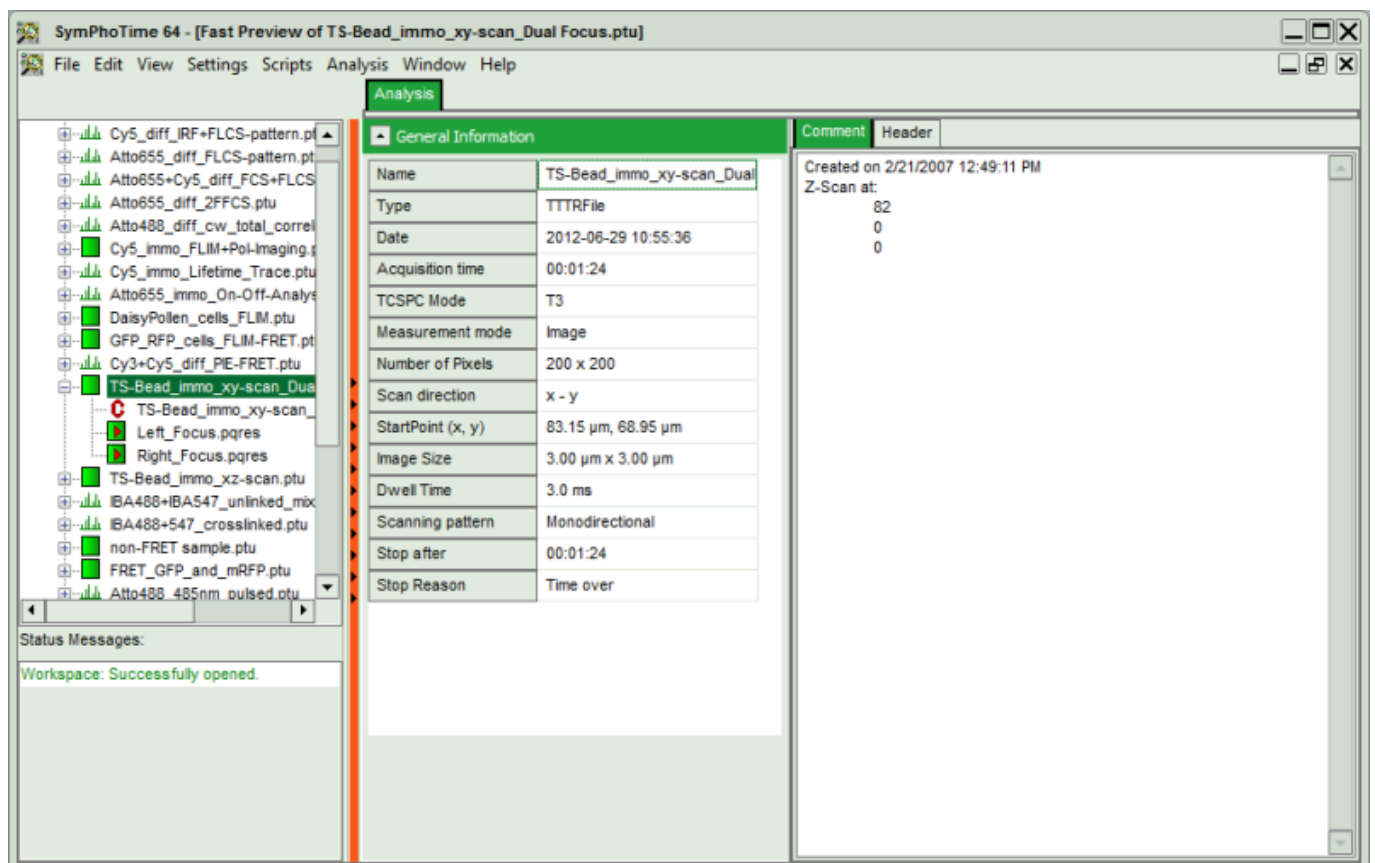 SymPhoTime 64 - [Fast Preview of TS-Bead_immo_xy-scan_Dual Focus.ptu]
File Edit View Settings Scripts Analysis Window Help
Analysis
Cy5_diff_IRF+FLCS-pattern.pt
Atto655_diff_FLCS-pattern.pt
Atto655+Cy5_diff_FCS+FLCS
Atto655_diff_2FFCS.ptu
Atto488_diff_cw_total_correl
Cy5_immo_FLIM+Pol-Imaging.p
Cy5_immo_Lifetime_Trace.ptu
Atto655_immo_On-Off-Analys
DaisyPollen_cells_FLIM.ptu
GFP_RFP_cells_FLIM-FRET.pt
Cy3+Cy5_diff_PIE-FRET.ptu
TS-Bead_immo_xy-scan_Dua
C TS-Bead_immo_xy-scan_
Left_Focus.pqres
Right_Focus.pqres
TS-Bead_immo_xz-scan.ptu
IBA488+IBA547_unlinked_mix
IBA488+547_crosslinked.ptu
non-FRET sample.ptu
FRET_GFP_and_mRFP.ptu
Atto488_485nm_pulsed.ptu
Status Messages:
Workspace: Successfully opened.
General Information
Name TS-Bead_immo_xy-scan_Dual
Type TTTRFile
Date 2012-06-29 10:55:36
Acquisition time 00:01:24
TCSPC Mode T3
Measurement mode Image
Number of Pixels 200 x 200
Scan direction x - y
StartPoint (x, y) 83.15 µm, 68.95 µm
Image Size 3.00 µm x 3.00 µm
Dwell Time 3.0 ms
Scanning pattern Monodirectional
Stop after 00:01:24
Stop Reason Time over
Comment Header
Created on 2/21/2007 12:49:11 PM
Z-Scan at:
82
0
0